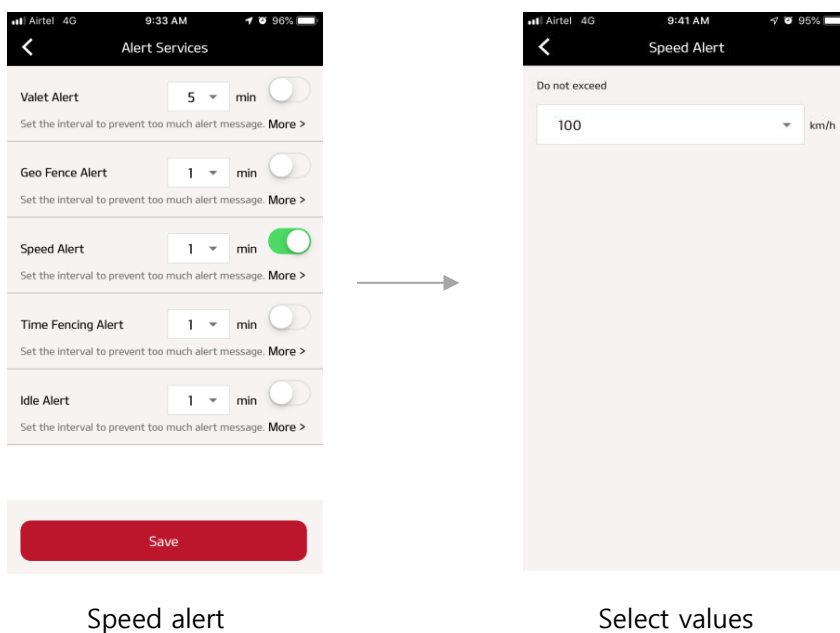 Airtel 4G 9:33 AM 96%
Alert Services
Valet Alert 5 min
Set the interval to prevent too much alert message. More >
Geo Fence Alert 1 min
Set the interval to prevent too much alert message. More >
Speed Alert 1 min
Set the interval to prevent too much alert message. More >
Time Fencing Alert 1 min
Set the interval to prevent too much alert message. More >
Idle Alert 1 min
Set the interval to prevent too much alert message. More >
Save
Speed alert
Airtel 4G 9:41 AM 95%
Speed Alert
Do not exceed
100 km/h
Select values